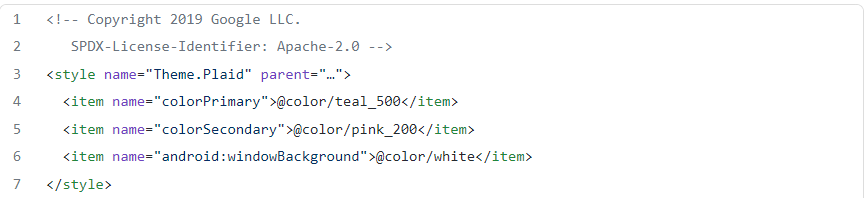 1 <!-- Copyright 2019 Google LLC.
2 SPDX-License-Identifier: Apache-2.0 -->
3 <style name="Theme.Plaid" parent="…">
4 <item name="colorPrimary">@color/teal_500</item>
5 <item name="colorSecondary">@color/pink_200</item>
6 <item name="android:windowBackground">@color/white</item>
7 </style>